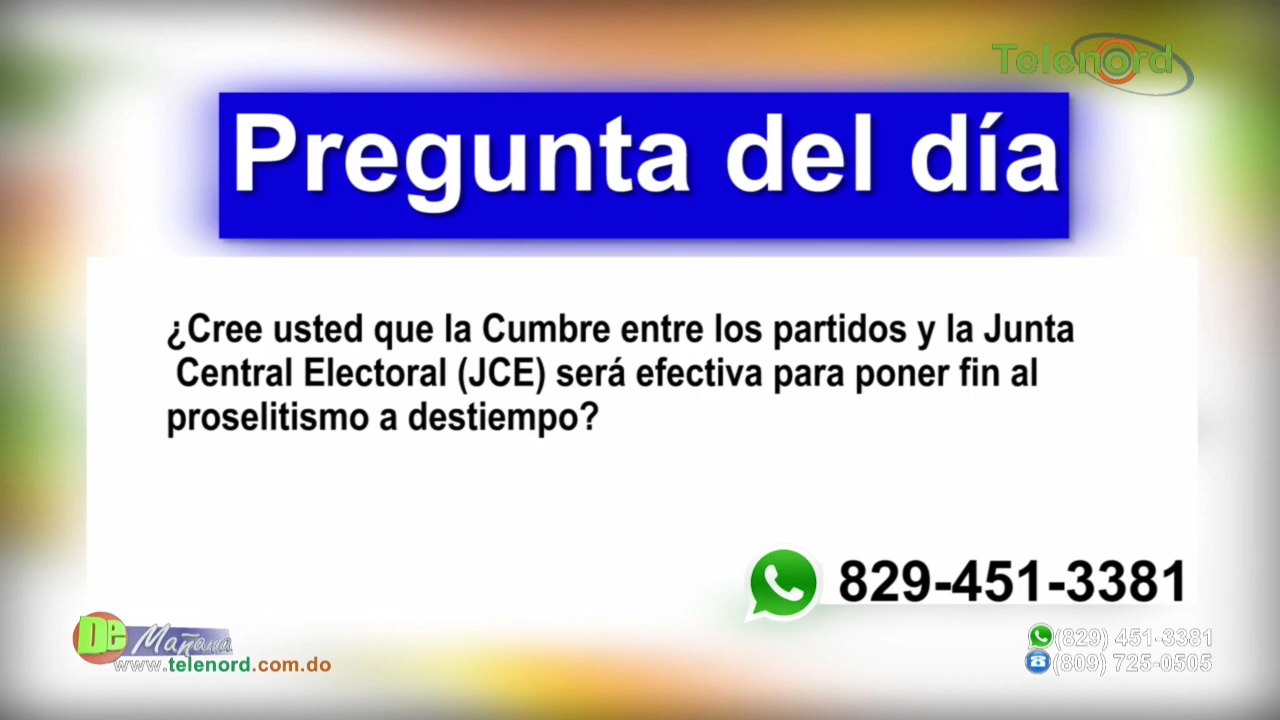 Telenord
Pregunta del día
¿Cree usted que la Cumbre entre los partidos y la Junta
Central Electoral (JCE) será efectiva para poner fin al
proselitismo a destiempo?
829-451-3381
De Mañana
www.telenord.com.do
(829) 451-3381
(809) 725-0505